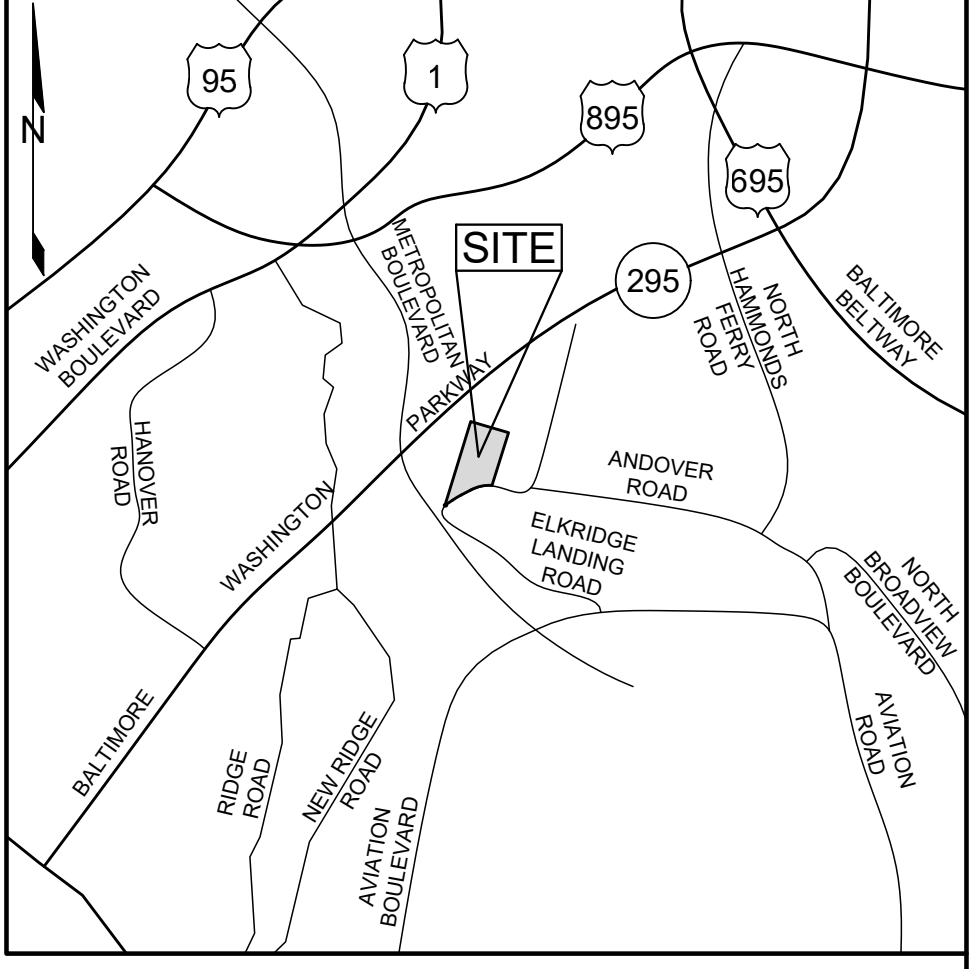 95
1
895
N
695
SITE
295
METROPOLITAN
BOULEVARD
WASHINGTON
BOULEVARD
NORTH
HAMMONDS
FERRY
ROAD
BALTIMORE
BELTWAY
PARKWAY
HANOVER
ROAD
ANDOVER
ROAD
WASHINGTON
ELKRIDGE
LANDING
ROAD
NORTH
BROADVIEW
BOULEVARD
BALTIMORE
RIDGE
ROAD
NEW RIDGE
ROAD
AVIATION
ROAD
AVIATION
BOULEVARD